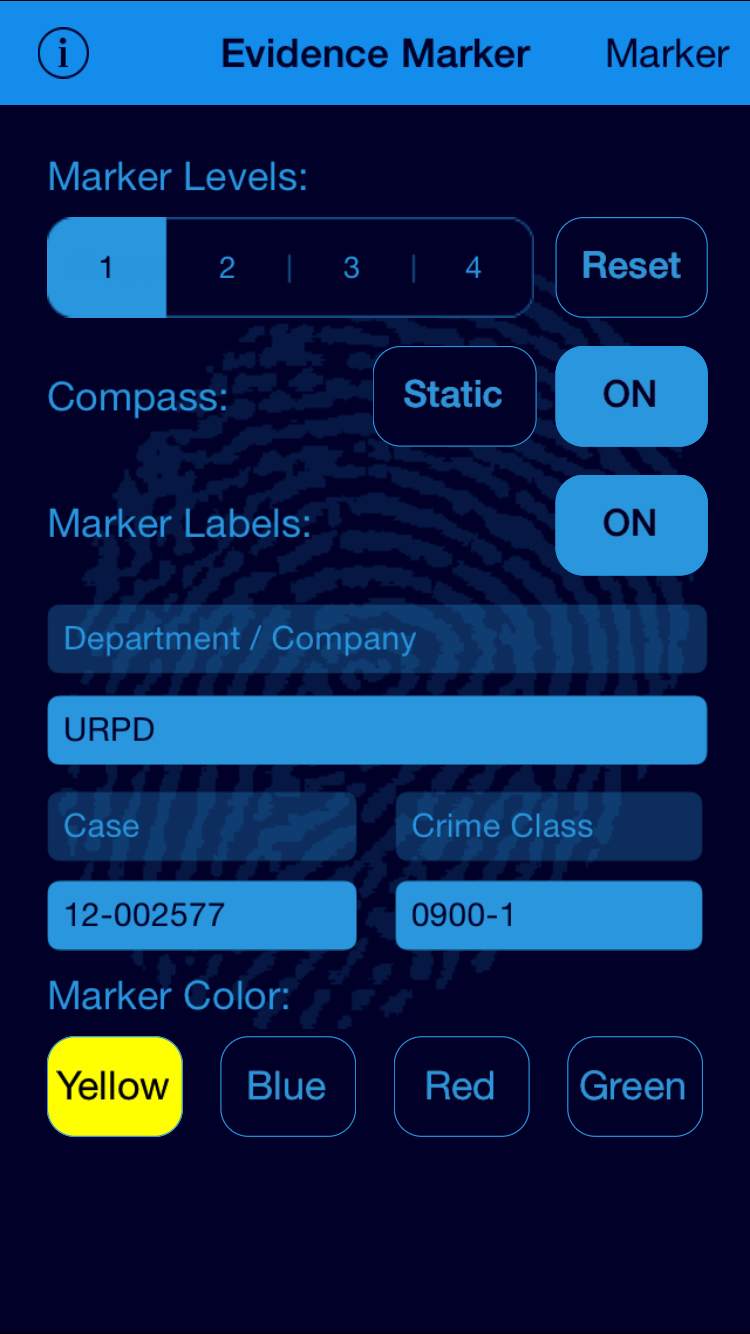 i Evidence Marker Marker
Marker Levels:
1 2 | 3 | 4 Reset
Compass: Static ON
Marker Labels: ON
Department / Company
URPD
Case Crime Class
12-002577 0900-1
Marker Color:
Yellow Blue Red Green